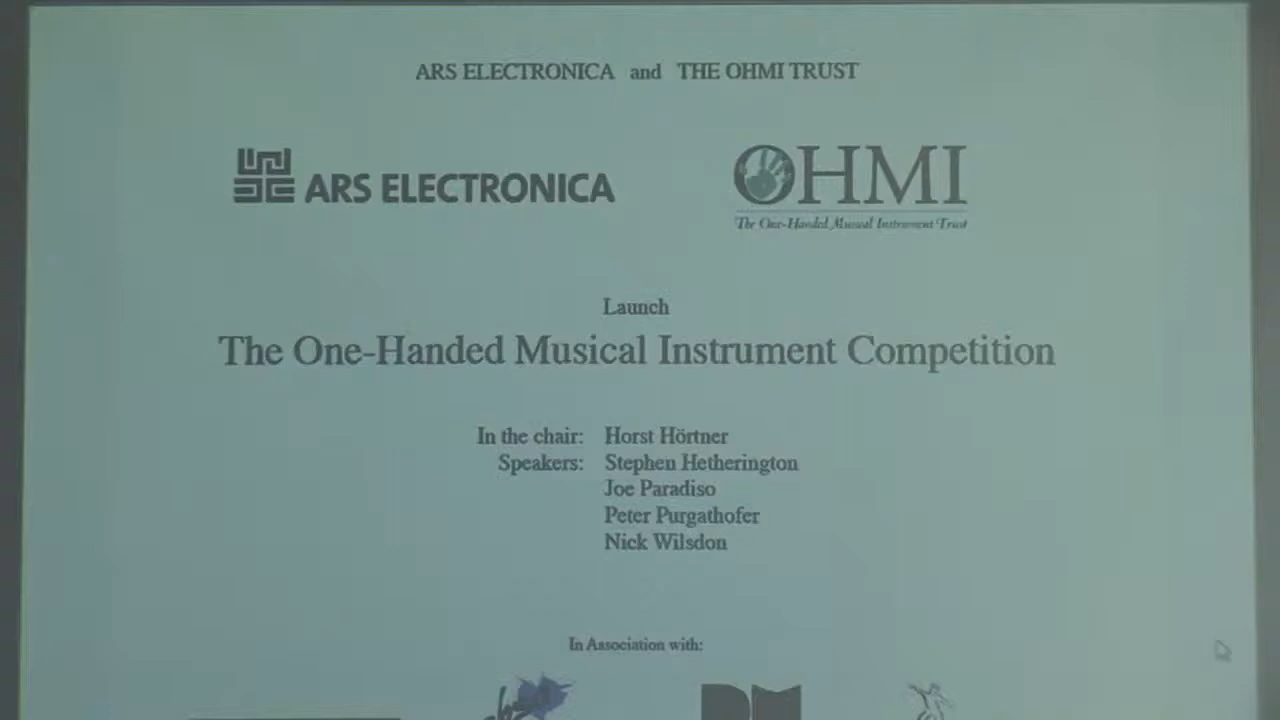 ARS ELECTRONICA and THE OHMI TRUST
ARS ELECTRONICA
OHMI
The One-Handed Musical Instrument Trust
Launch
The One-Handed Musical Instrument Competition
In the chair: Horst Hörtner
Speakers: Stephen Hetherington
Joe Paradiso
Peter Purgathofer
Nick Wilsdon
In Association with: